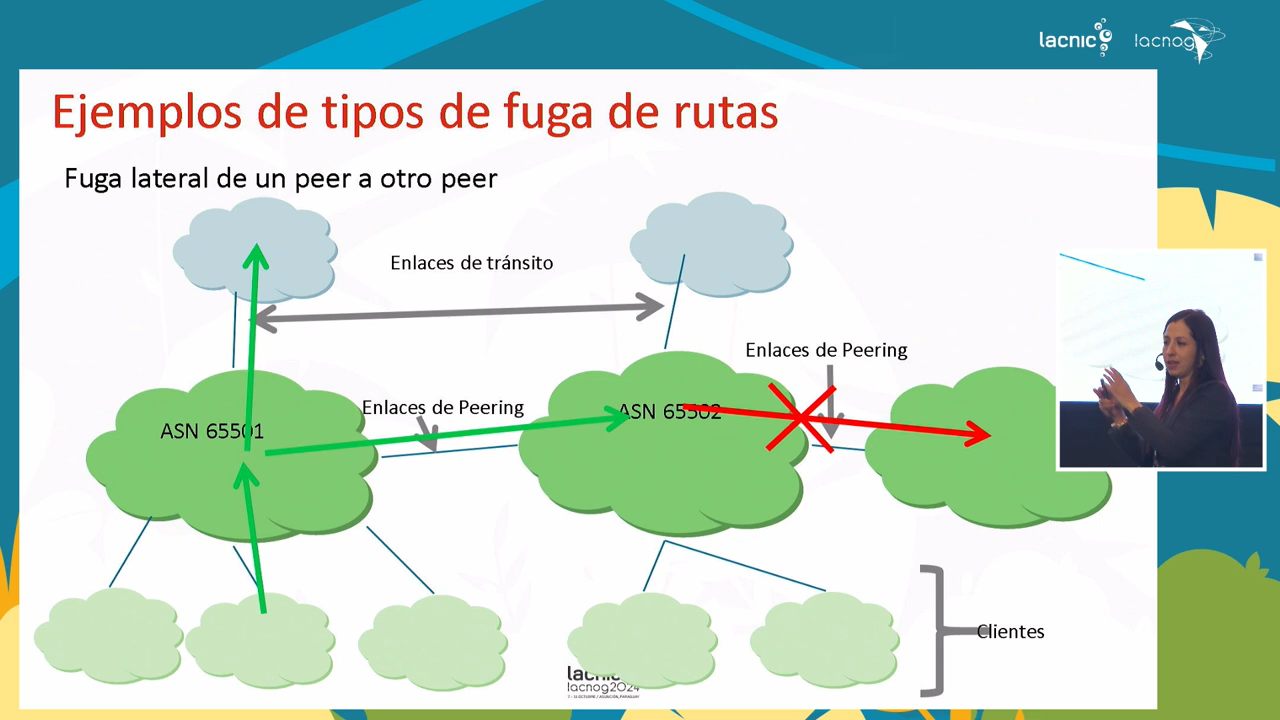 lacnic
lacnog
Ejemplos de tipos de fuga de rutas
Fuga lateral de un peer a otro peer
Enlaces de tránsito
Enlaces de Peering
Enlaces de Peering
ASN 65501
ASN 65502
Clientes
lacnic
lacnog2024